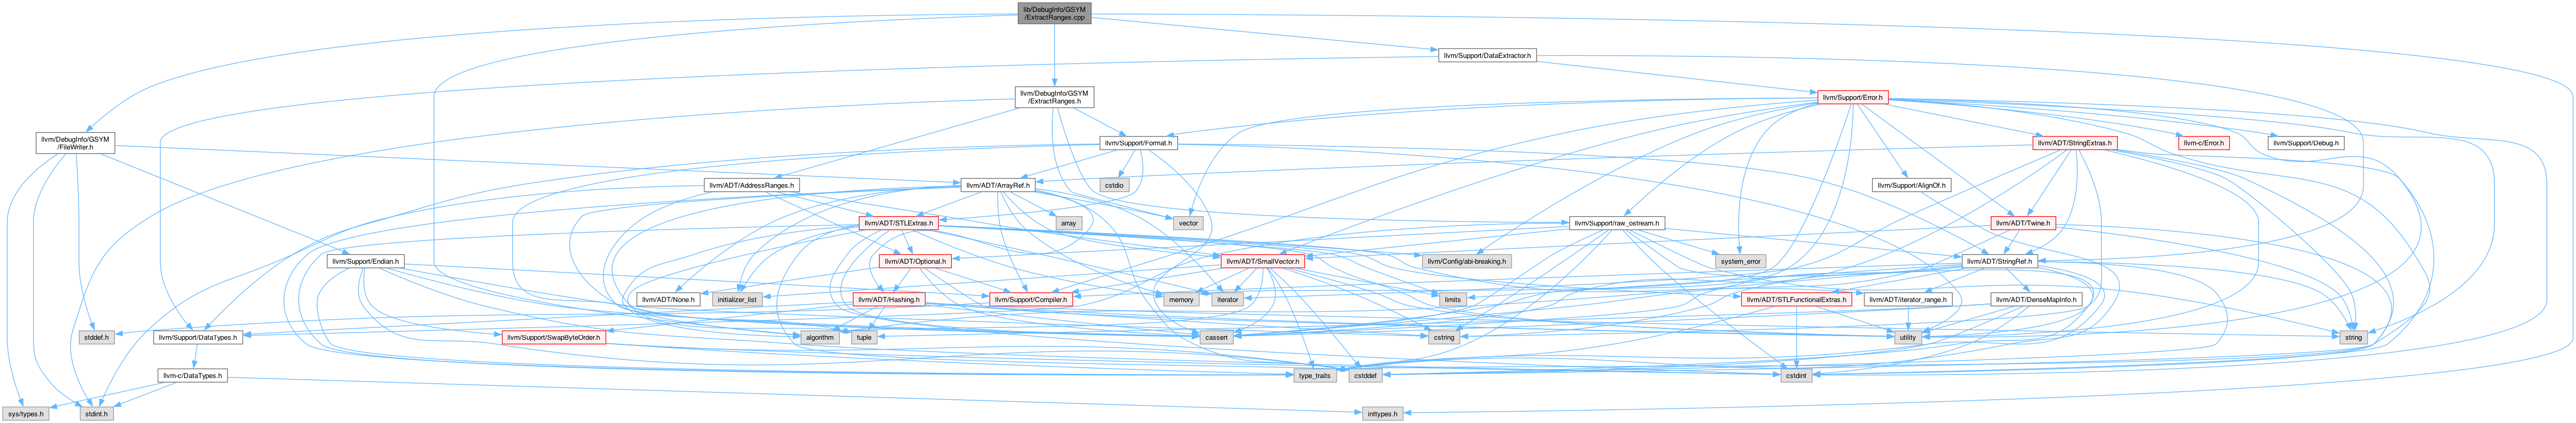 lib/DebugInfo/GSYM
/ExtractRanges.cpp
llvm/Support/DataExtractor.h
llvm/DebugInfo/GSYM
/ExtractRanges.h
llvm/Support/Error.h
llvm/DebugInfo/GSYM
/FileWriter.h
llvm/Support/Format.h
llvm/ADT/StringExtras.h
llvm-c/Error.h
llvm/Support/Debug.h
llvm/ADT/AddressRanges.h
llvm/ADT/ArrayRef.h
cstdio
llvm/Support/AlignOf.h
llvm/ADT/STLExtras.h
array
vector
llvm/Support/raw_ostream.h
llvm/ADT/Twine.h
llvm/Support/Endian.h
llvm/ADT/Optional.h
llvm/ADT/SmallVector.h
llvm/Config/abi-breaking.h
system_error
llvm/ADT/StringRef.h
llvm/ADT/None.h
initializer_list
llvm/Support/Compiler.h
memory
iterator
limits
llvm/ADT/STLFunctionalExtras.h
llvm/ADT/iterator_range.h
llvm/ADT/DenseMapInfo.h
llvm/ADT/Hashing.h
stddef.h
llvm/Support/DataTypes.h
llvm/Support/SwapByteOrder.h
algorithm
tuple
cassert
cstring
utility
string
llvm-c/DataTypes.h
type_traits
cstddef
cstdint
sys/types.h
stdint.h
inttypes.h